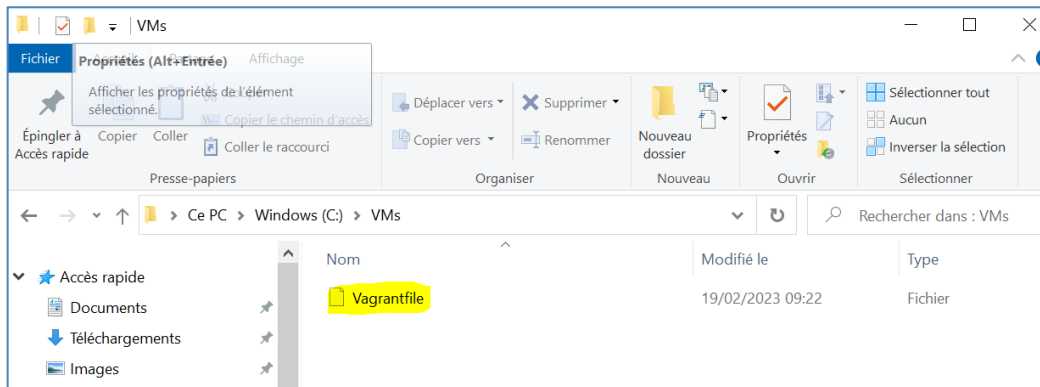 VMs
Fichier
Affichage
Propriétés (Alt+Entrée)
Afficher les propriétés de l'élément
sélectionné.
Copier le chemin d'accès
Coller le raccourci
Épingler à
Accès rapide
Copier
Coller
Presse-papiers
Déplacer vers
Copier vers
Supprimer
Renommer
Organiser
Nouveau
dossier
Nouveau
Propriétés
Ouvrir
Sélectionner tout
Aucun
Inverser la sélection
Sélectionner
Ce PC > Windows (C:) > VMs
Rechercher dans : VMs
Accès rapide
Documents
Téléchargements
Images
Nom Modifié le Type
Vagrantfile 19/02/2023 09:22 Fichier